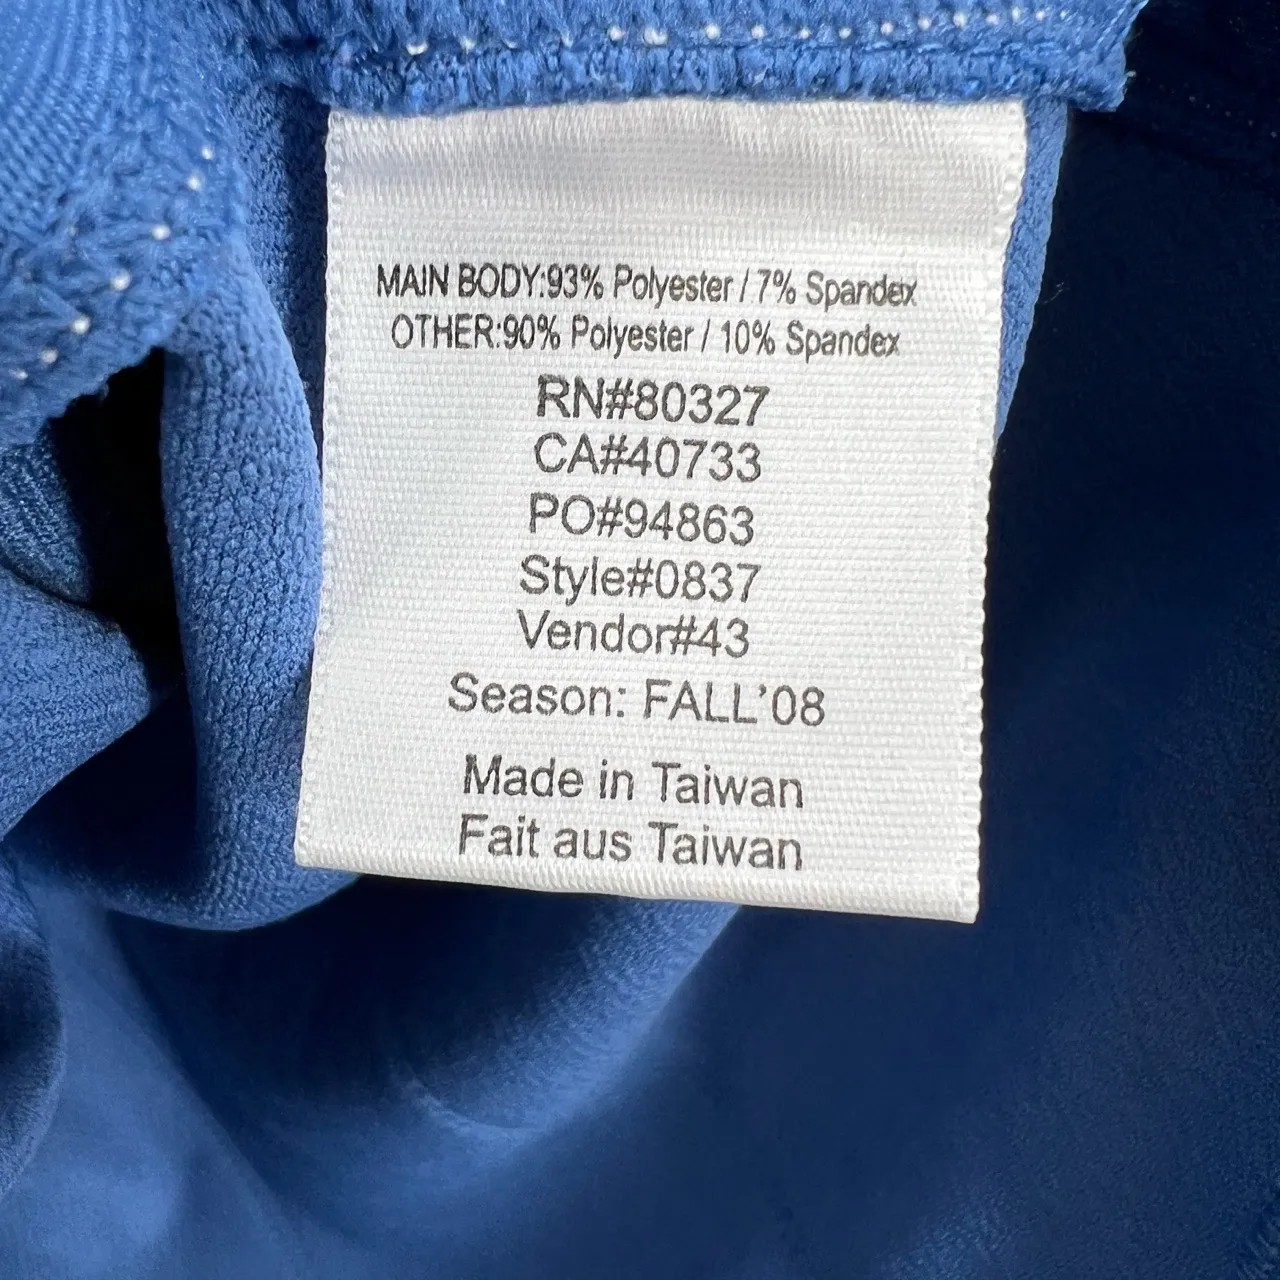 MAIN BODY:93% Polyester / 7% Spandex
OTHER:90% Polyester / 10% Spandex
RN#80327
CA#40733
PO#94863
Style#0837
Vendor#43
Season: FALL'08
Made in Taiwan
Fait aus Taiwan